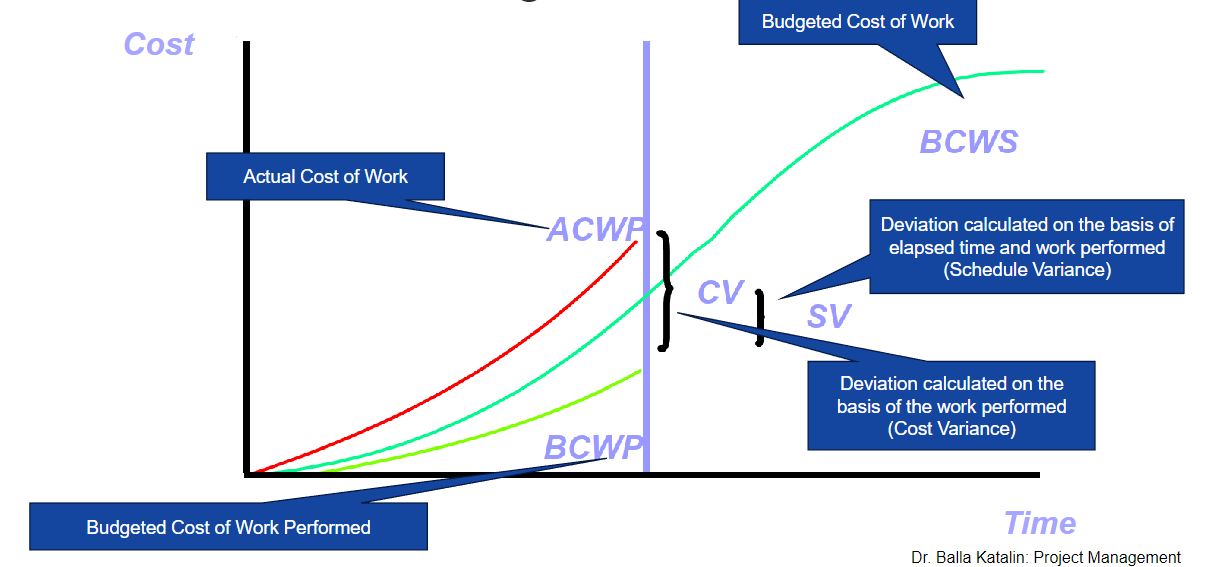 Budgeted Cost of Work
Cost
BCWS
Actual Cost of Work
ACWP
Deviation calculated on the basis of
elapsed time and work performed
(Schedule Variance)
CV
SV
Deviation calculated on the
basis of the work performed
(Cost Variance)
BCWP
Budgeted Cost of Work Performed
Time
Dr. Balla Katalin: Project Management